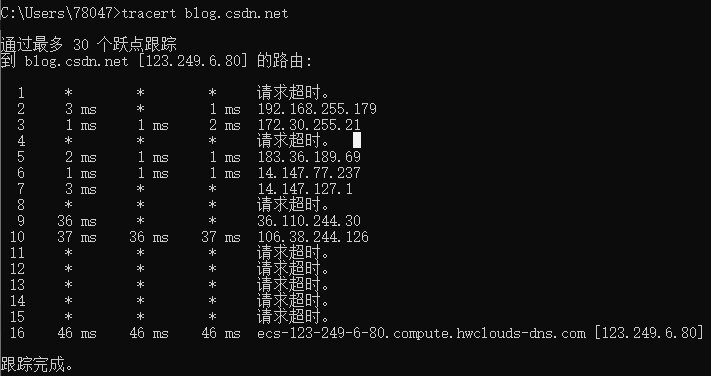 C:\Users\78047>tracert blog.csdn.net
通过最多 30 个跃点跟踪
到 blog.csdn.net [123.249.6.80] 的路由:
1 * * * 请求超时。
2 3 ms * 1 ms 192.168.255.179
3 1 ms 1 ms 2 ms 172.30.255.21
4 * * * 请求超时。
5 2 ms 1 ms 1 ms 183.36.189.69
6 1 ms 1 ms 1 ms 14.147.77.237
7 3 ms * * 14.147.127.1
8 * * * 请求超时。
9 36 ms * * 36.110.244.30
10 37 ms 36 ms 37 ms 106.38.244.126
11 * * * 请求超时。
12 * * * 请求超时。
13 * * * 请求超时。
14 * * * 请求超时。
15 * * * 请求超时。
16 46 ms 46 ms 46 ms ecs-123-249-6-80.compute.hwclouds-dns.com [123.249.6.80]
跟踪完成。